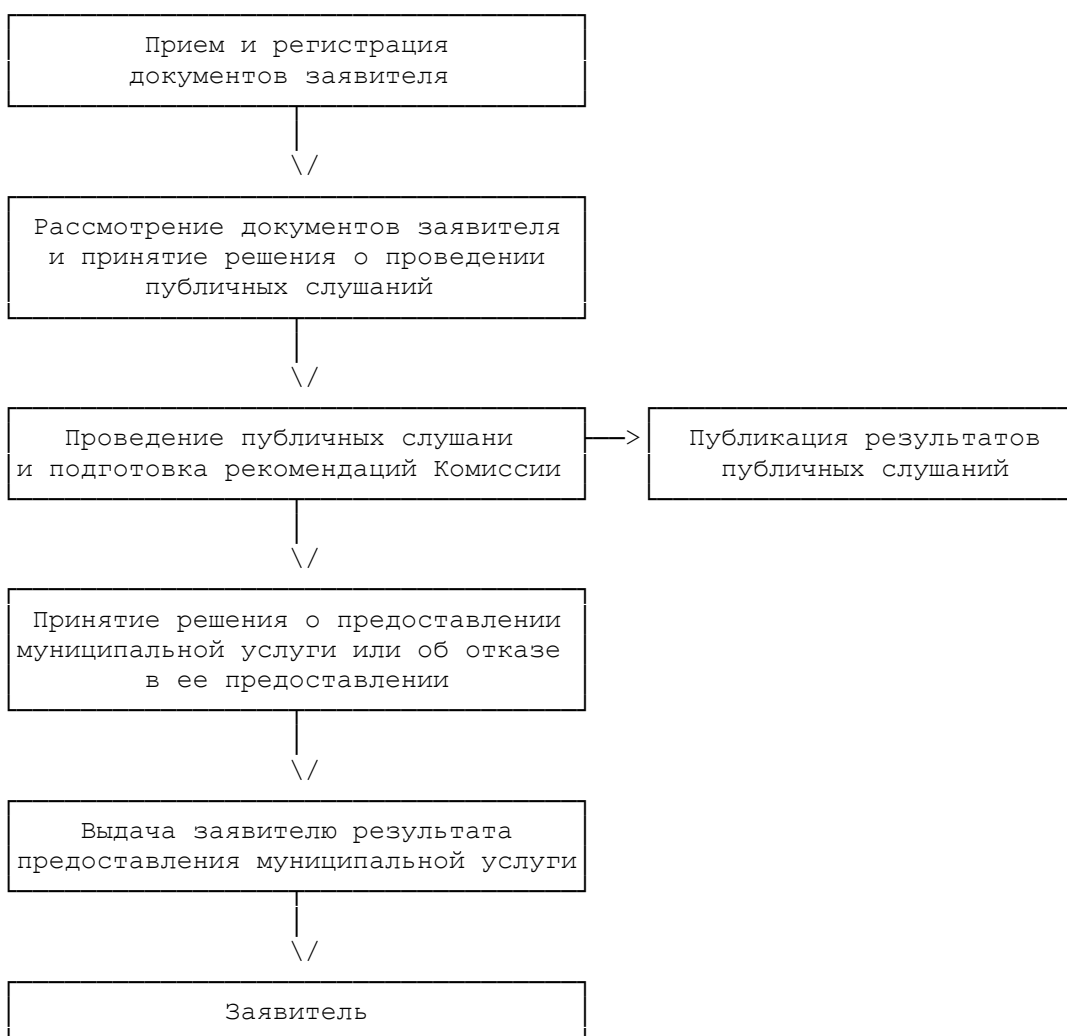 Прием и регистрация
документов заявителя
Рассмотрение документов заявителя
и принятие решения о проведении
публичных слушаний
Проведение публичных слушани
и подготовка рекомендаций Комиссии
Публикация результатов
публичных слушаний
Принятие решения о предоставлении
муниципальной услуги или об отказе
в ее предоставлении
Выдача заявителю результата
предоставления муниципальной услуги
Заявитель